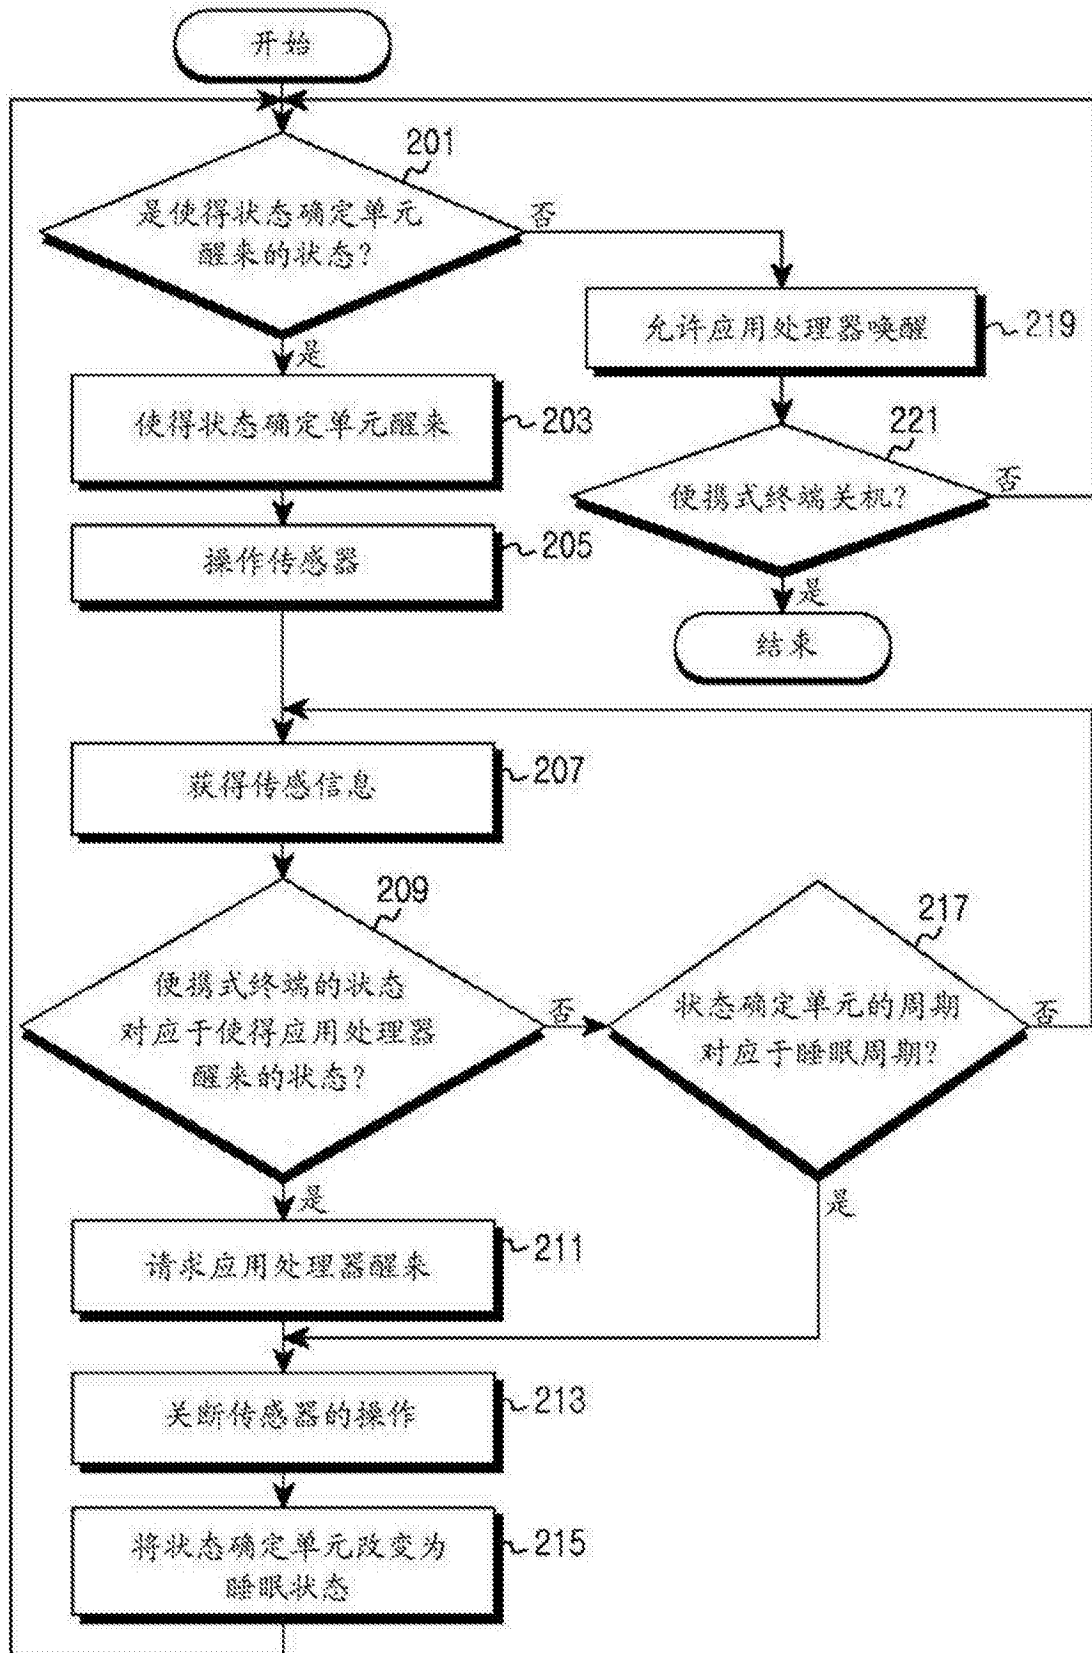 开始
201
是使得状态确定单元
醒来的状态?
否
是
允许应用处理器唤醒
219
使得状态确定单元醒来
203
221
便携式终端关机?
否
是
操作传感器
205
结束
获得传感信息
207
209
便携式终端的状态
对应于使得应用处理器
醒来的状态?
否
是
217
状态确定单元的周期
对应于睡眠周期?
否
是
请求应用处理器醒来
211
关断传感器的操作
213
将状态确定单元改变为
睡眠状态
215